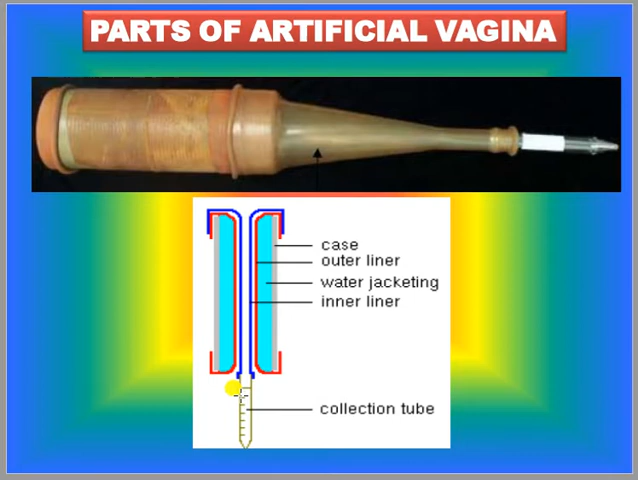 PARTS OF ARTIFICIAL VAGINA
case
outer liner
water jacketing
inner liner
collection tube